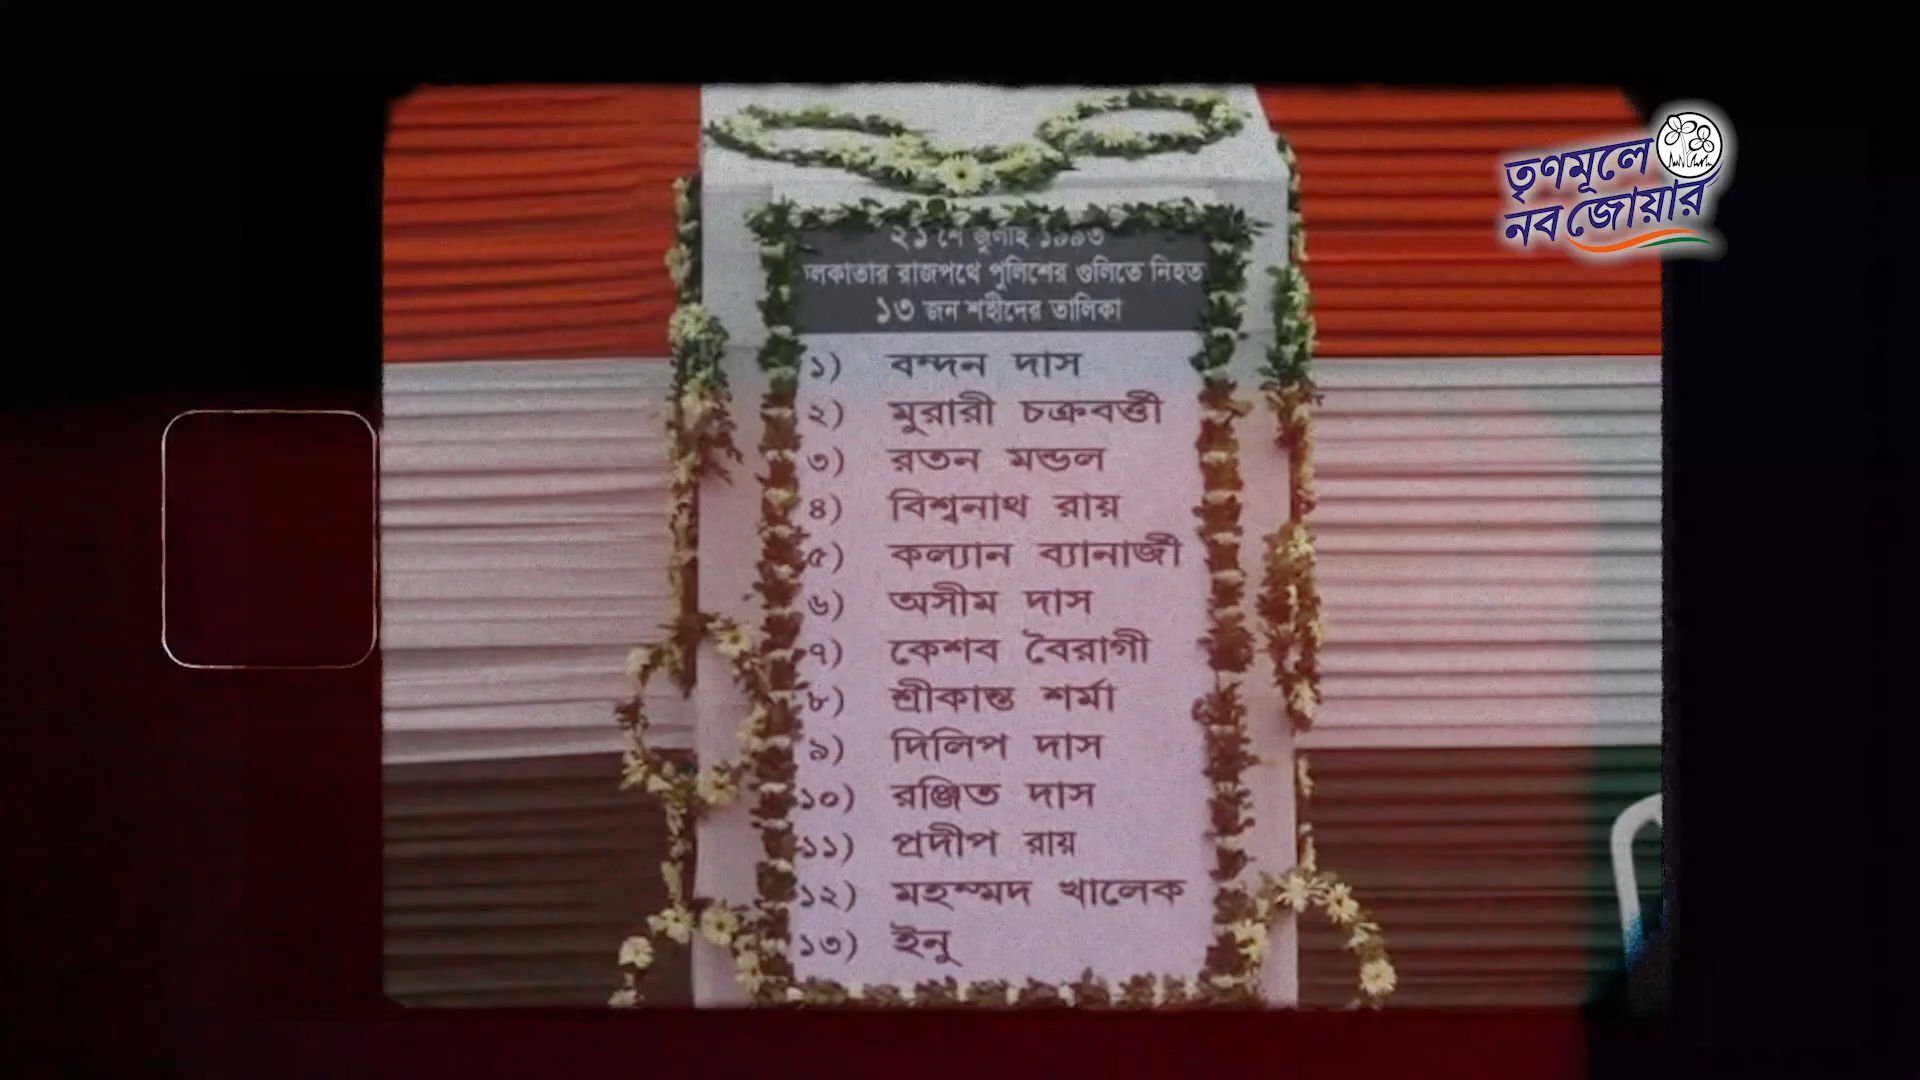 তৃণমূলে
নব জোয়ার
২১ শে জুলাই ১৯৯৩
রাজপথে পুলিশের গুলিতে নিহত
১৩ জন শহীদের তালিকা
১) বন্দন দাস
২) মুরারী চক্রবর্ত্তী
৩) রতন মন্ডল
৪) বিশ্বনাথ রায়
৫) কল্যান ব্যানার্জী
৬) অসীম দাস
৭) কেশব বৈরাগী
৮) শ্রীকান্ত শর্মা
৯) দিলিপ দাস
১০) রঞ্জিত দাস
১১) প্রদীপ রায়
১২) মহম্মদ খালেক
১৩) ইনু